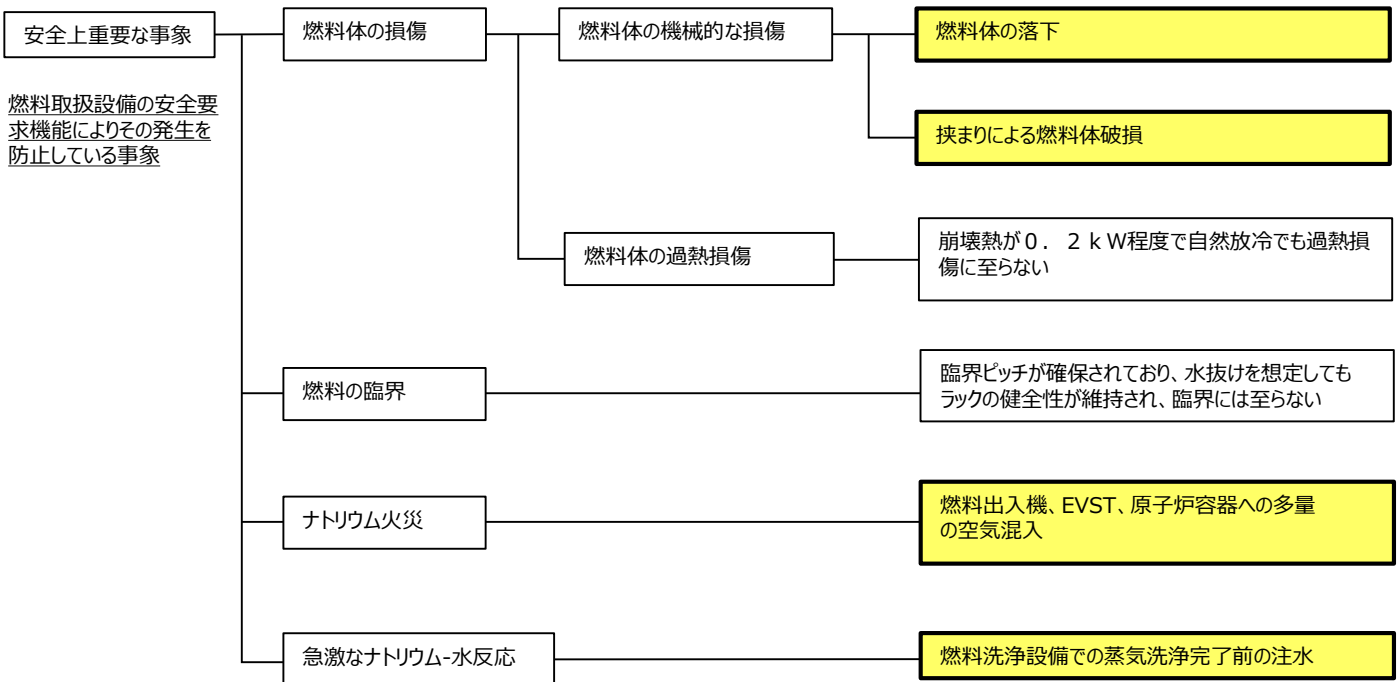 安全上重要な事象
燃料取扱設備の安全要
求機能によりその発生を
防止している事象
燃料体の損傷
燃料体の機械的な損傷
燃料体の落下
挟まりによる燃料体破損
燃料体の過熱損傷
崩壊熱が０．２ｋＷ程度で自然放冷でも過熱損
傷に至らない
燃料の臨界
臨界ピッチが確保されており、水抜けを想定しても
ラックの健全性が維持され、臨界には至らない
ナトリウム火災
燃料出入機、EVST、原子炉容器への多量
の空気混入
急激なナトリウム-水反応
燃料洗浄設備での蒸気洗浄完了前の注水